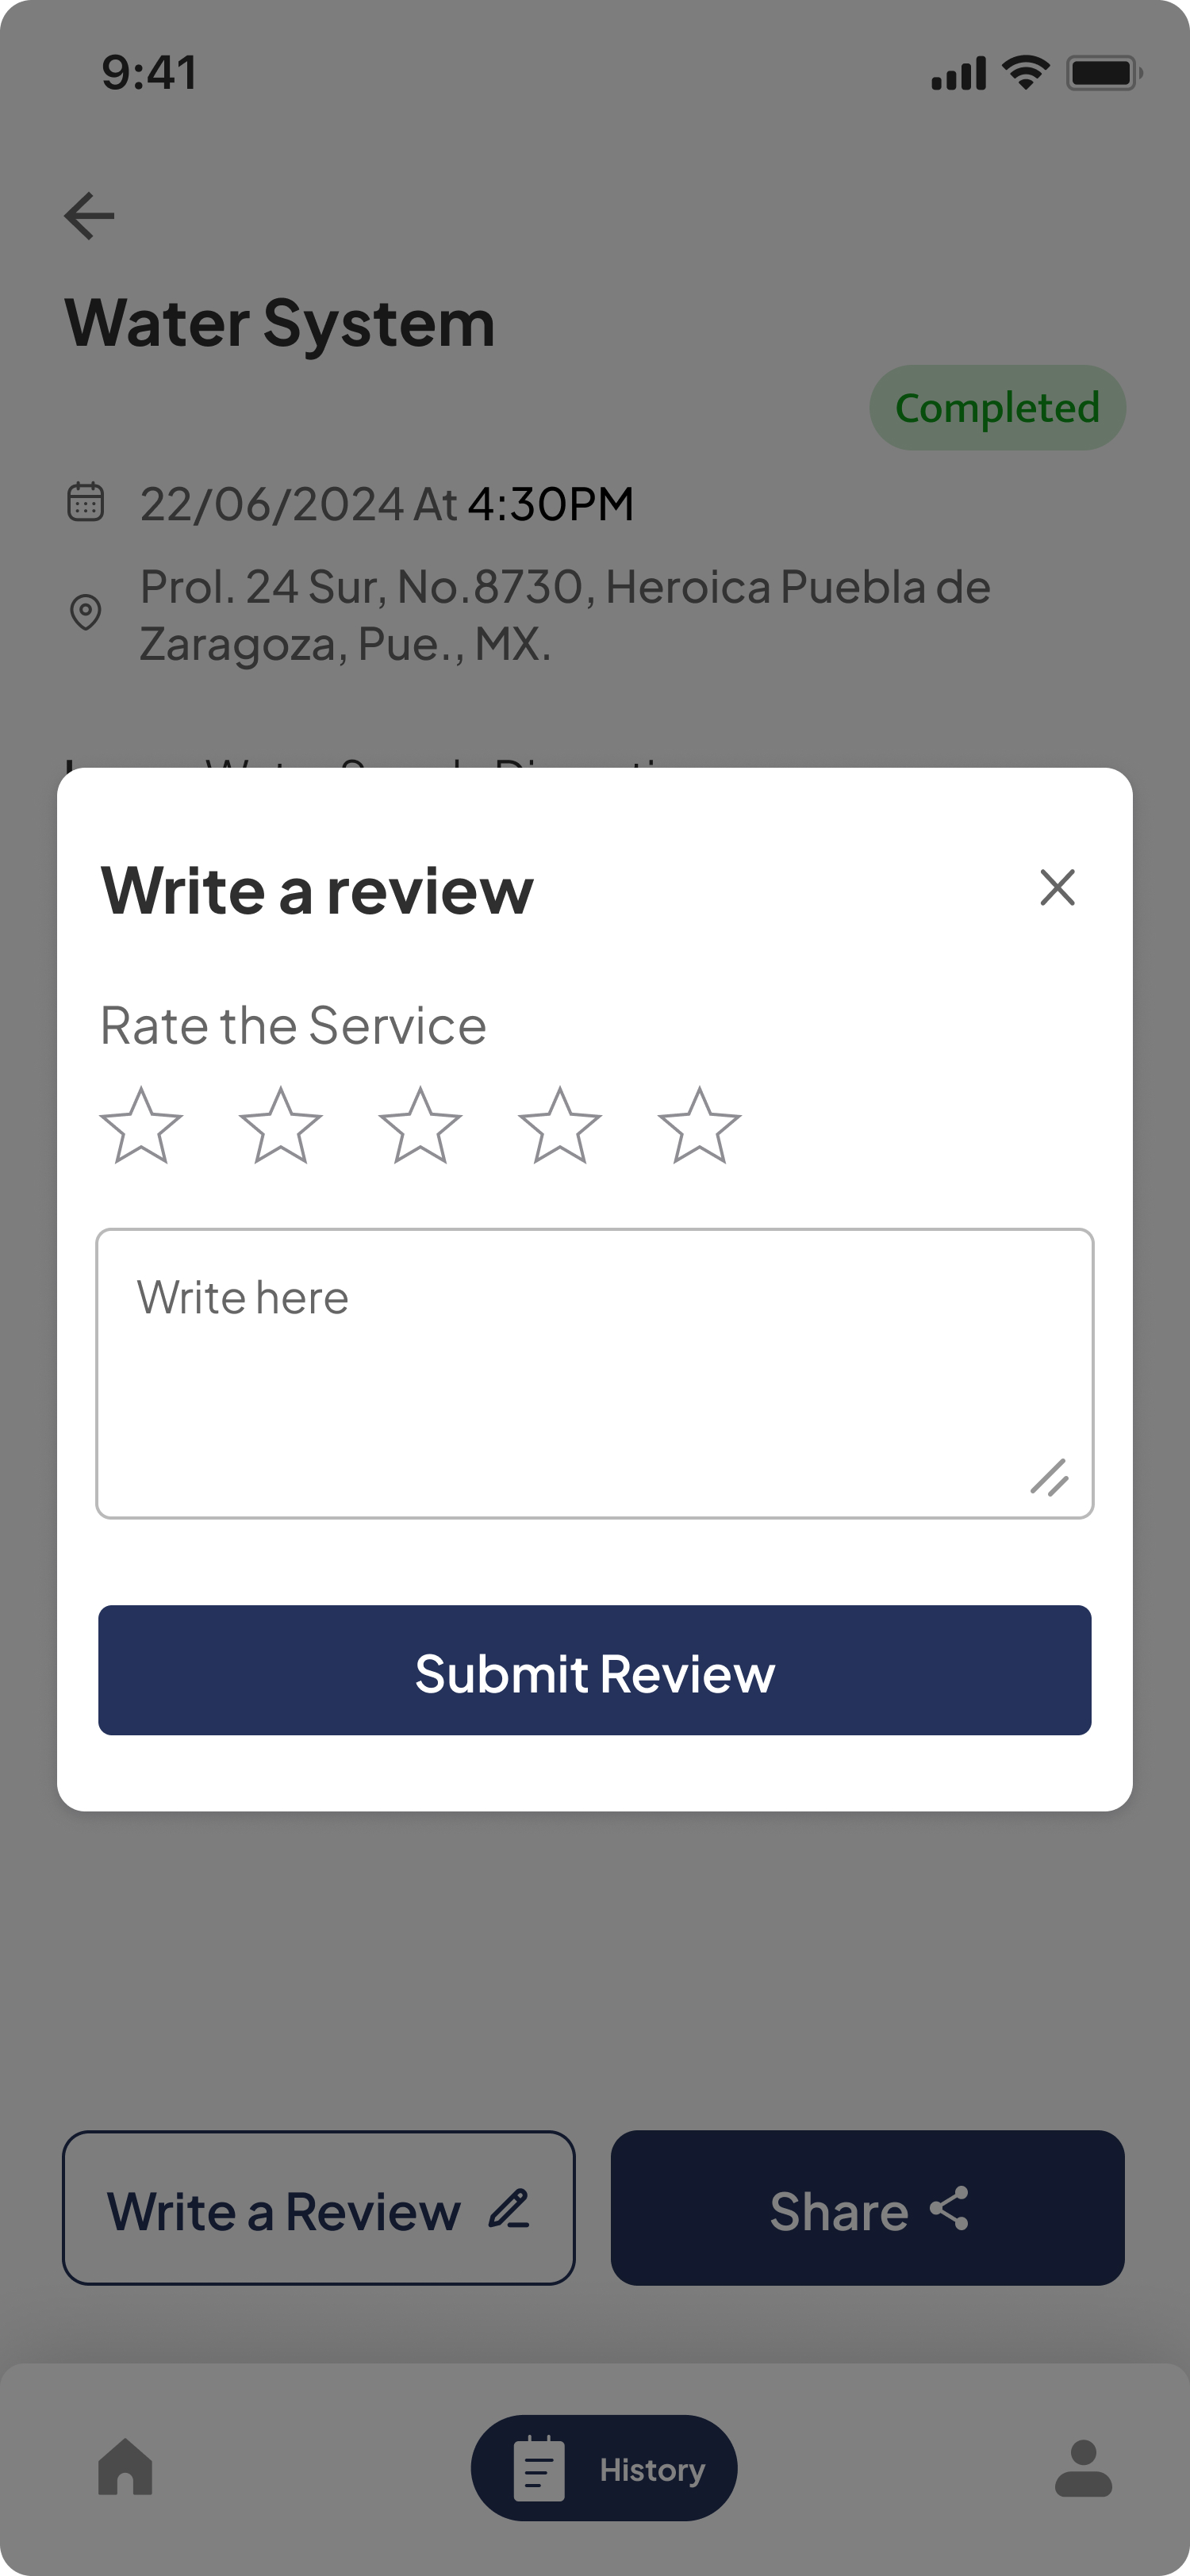 9:41
Water System
Completed
22/06/2024 At 4:30PM
Prol. 24 Sur, No.8730, Heroica Puebla de
Zaragoza, Pue., MX.
Write a review
Rate the Service
Write here
Submit Review
Write a Review
Share
History